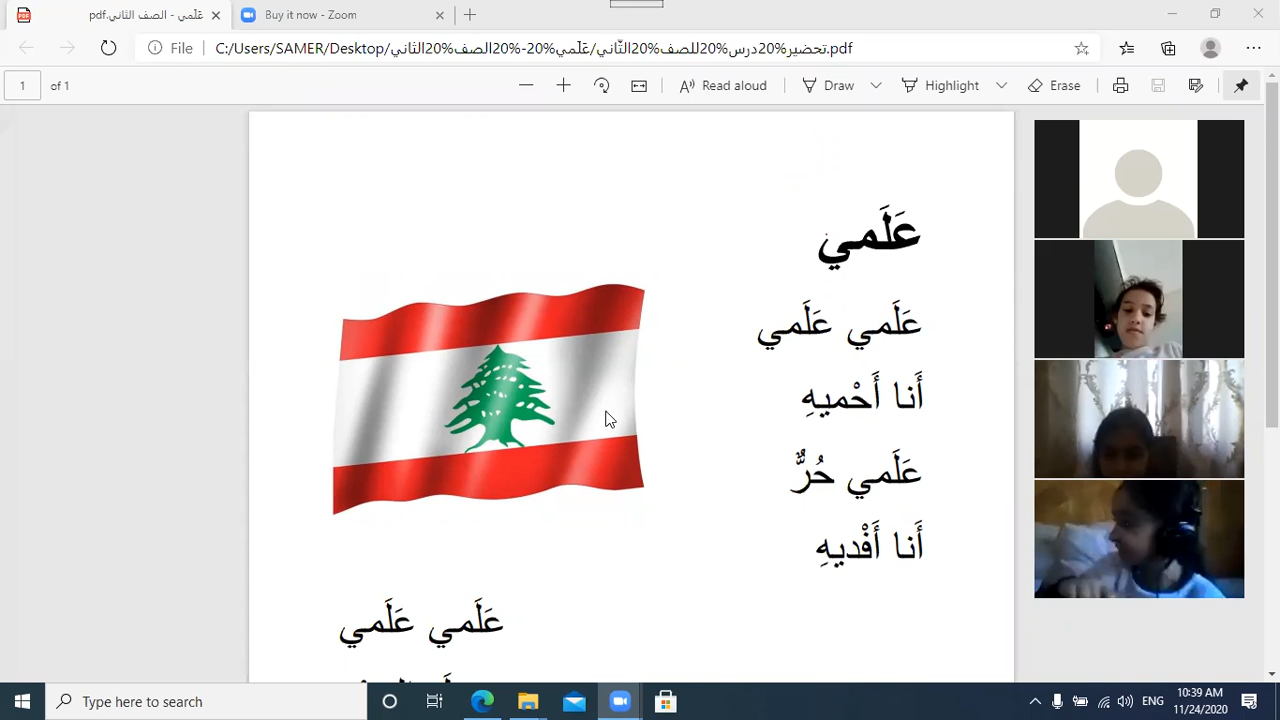 عَلَمي - الصف الثاني.pdf
Buy it now - Zoom
File
C:/Users/SAMER/Desktop/تحضير%20درس%20للصف%20الثّاني/عَلَمي%20-%20الصف%20الثاني.pdf
1 of 1
Read aloud
Draw
Highlight
Erase
عَلَمي
عَلَمي عَلَمي
أَنا أَحْميهِ
عَلَمي حُرٌّ
أَنا أَفْديهِ
عَلَمي عَلَمي
Type here to search
ENG
10:39 AM
11/24/2020